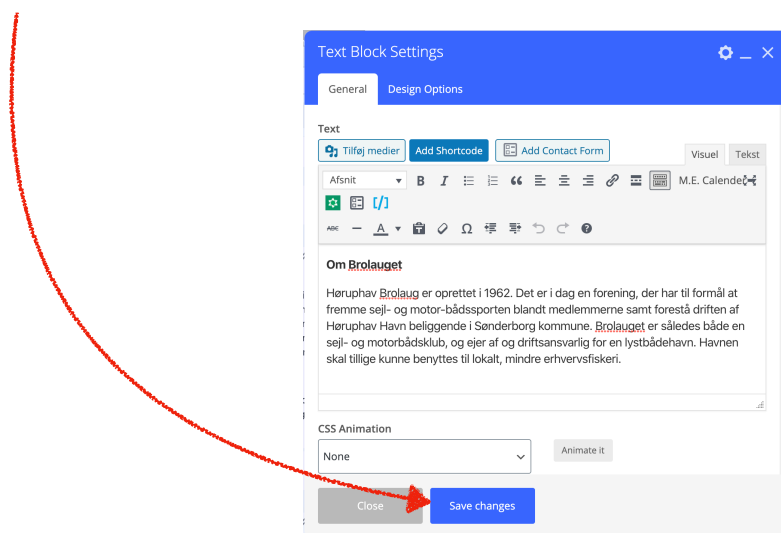 Text Block Settings
General Design Options
Text
Tilføj medier Add Shortcode Add Contact Form Visuel Tekst
Afsnit B I M.E. Calender
[/]
ABC A Ω
Om Brolauget
Høruphav Brolaug er oprettet i 1962. Det er i dag en forening, der har til formål at
fremme sejl- og motor-bådssporten blandt medlemmerne samt forestå driften af
Høruphav Havn beliggende i Sønderborg kommune. Brolauget er således både en
sejl- og motorbådsklub, og ejer af og driftsansvarlig for en lystbådehavn. Havnen
skal tillige kunne benyttes til lokalt, mindre erhvervsfiskeri.
CSS Animation
None Animate it
Close Save changes